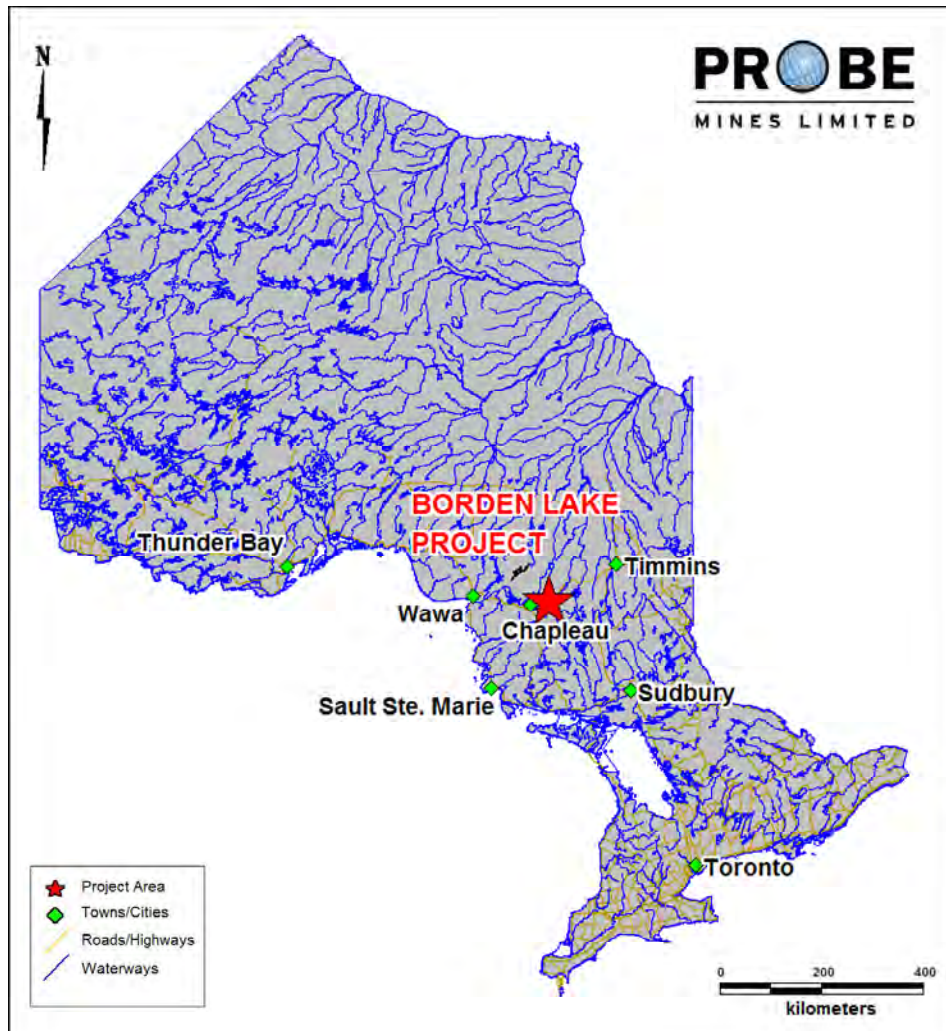 N
PROBE
MINES LIMITED
BORDEN LAKE
PROJECT
Thunder Bay
Timmins
Wawa
Chapleau
Sault Ste. Marie
Sudbury
Toronto
Project Area
Towns/Cities
Roads/Highways
Waterways
0 200 400
kilometers